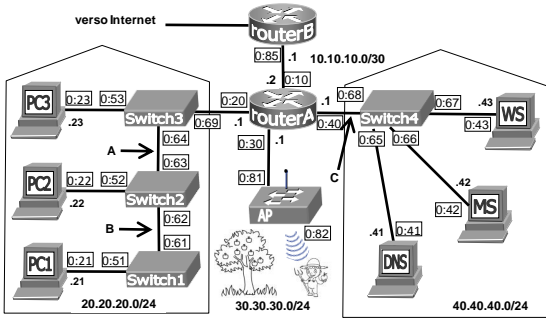 verso Internet
routerB
0:85
.1
10.10.10.0/30
.2
0:10
PC3
0:23
0:53
.23
Switch3
0:69
0:20
.1
routerA
.1
0:40
0:68
Switch4
0:67
.43
0:43
WS
0:64
A
0:63
0:30
.1
0:65
0:66
C
PC2
0:22
0:52
.22
Switch2
0:81
AP
.42
0:42
MS
B
0:62
0:61
0:82
.41
0:41
DNS
PC1
0:21
0:51
.21
Switch1
20.20.20.0/24
30.30.30.0/24
40.40.40.0/24